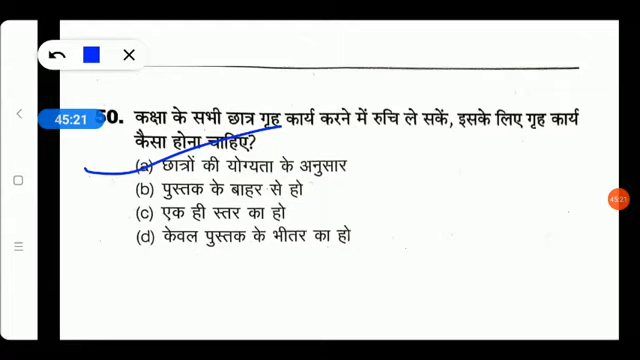 45:21
50. कक्षा के सभी छात्र गृह कार्य करने में रुचि ले सकें, इसके लिए गृह कार्य
कैसा होना चाहिए?
(a) छात्रों की योग्यता के अनुसार
(b) पुस्तक के बाहर से हो
(c) एक ही स्तर का हो
(d) केवल पुस्तक के भीतर का हो
45:21